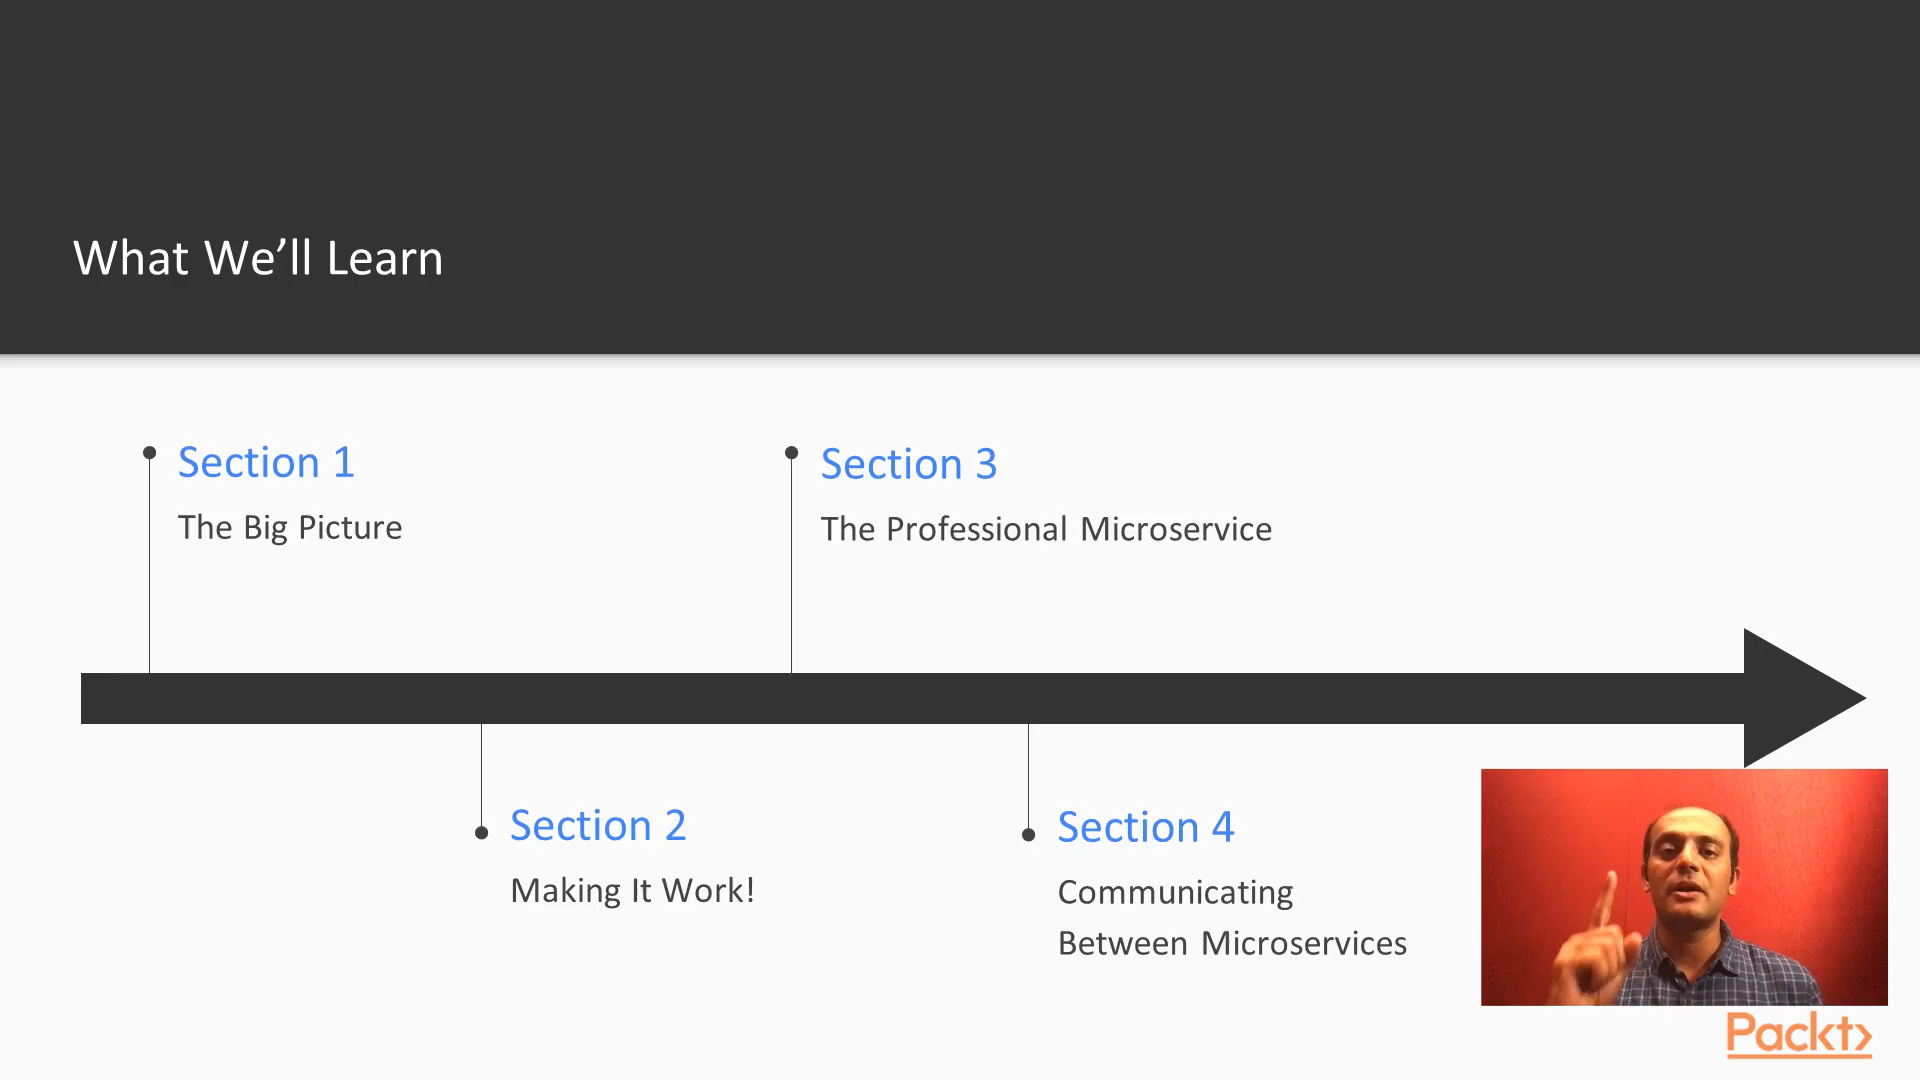 What We’ll Learn
Section 1
The Big Picture
Section 3
The Professional Microservice
Section 2
Making It Work!
Section 4
Communicating
Between Microservices
Packt>